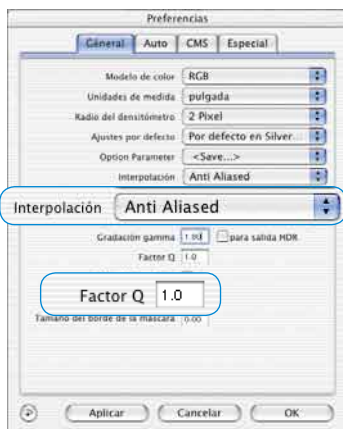 Preferencias
General Auto CMS Especial
Modelo de color RGB
Unidades de medida pulgada
Radio del densitómetro 2 Pixel
Ajustes por defecto Por defecto en Silver...
Option Parameter <Save...>
Interpolación Anti Aliased
Interpolación Anti Aliased
Gradación gamma 1.00 para salida HDR
Factor Q 1.0
Factor Q 1.0
Tamaño del borde de la máscara 0.00
Aplicar Cancelar OK